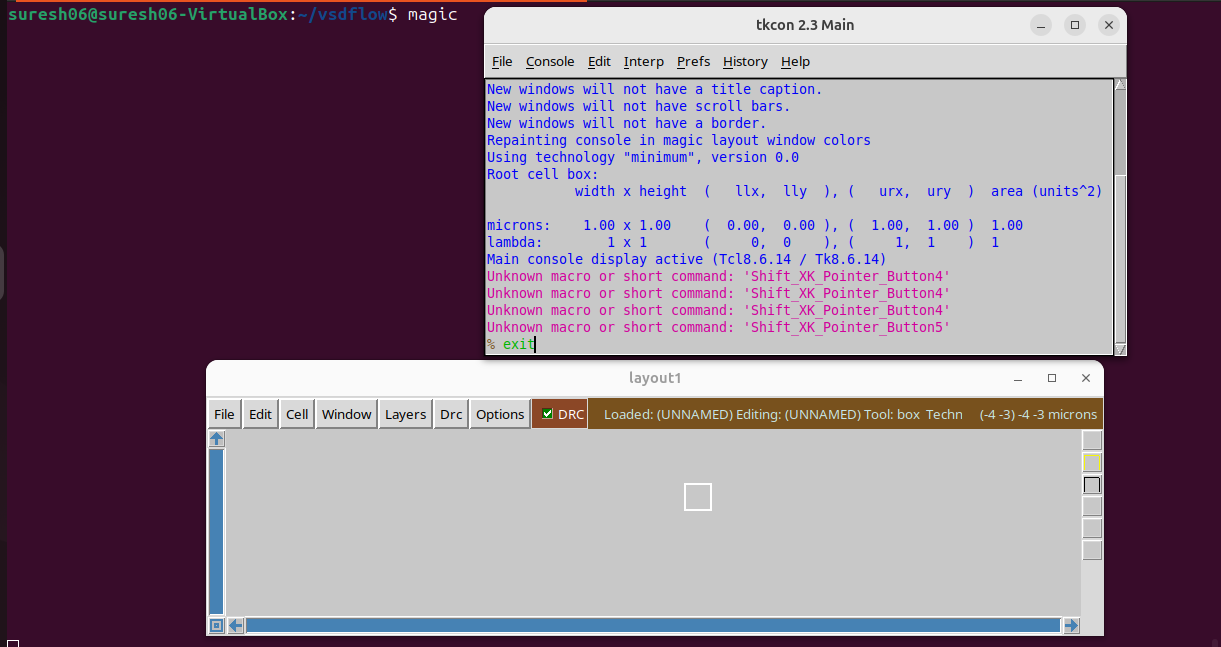 suresh06@suresh06-VirtualBox:~/vsdflow$ magic
tkcon 2.3 Main
File Console Edit Interp Prefs History Help
New windows will not have a title caption.
New windows will not have scroll bars.
New windows will not have a border.
Repainting console in magic layout window colors
Using technology "minimum", version 0.0
Root cell box:
width x height ( llx, lly ), ( urx, ury ) area (units^2)
microns: 1.00 x 1.00 ( 0.00, 0.00 ), ( 1.00, 1.00 ) 1.00
lambda: 1 x 1 ( 0, 0 ), ( 1, 1 ) 1
Main console display active (Tcl8.6.14 / Tk8.6.14)
Unknown macro or short command: 'Shift_XK_Pointer_Button4'
Unknown macro or short command: 'Shift_XK_Pointer_Button4'
Unknown macro or short command: 'Shift_XK_Pointer_Button4'
Unknown macro or short command: 'Shift_XK_Pointer_Button5'
% exit
layout1
File Edit Cell Window Layers Drc Options DRC Loaded: (UNNAMED) Editing: (UNNAMED) Tool: box Techn (-4 -3) -4 -3 microns